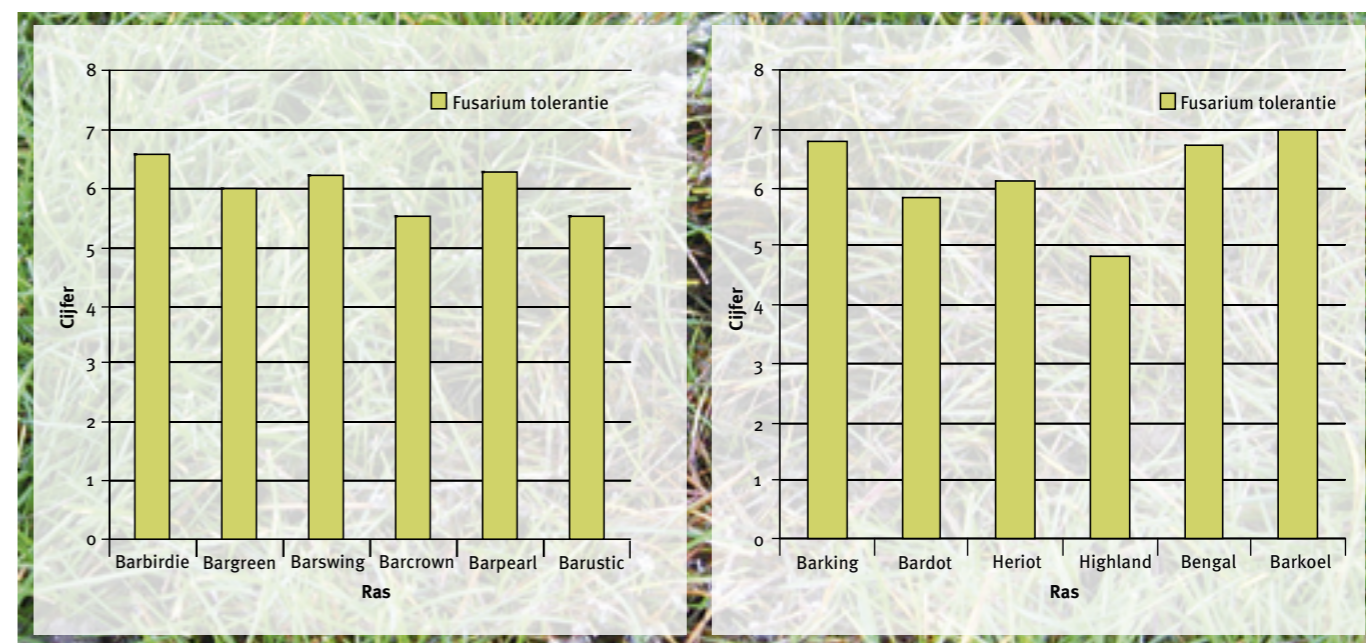 8
Fusarium tolerantie
7
6
5
4
3
2
1
0
Cijfer
Barbirdie Bargreen Barswing Barcrown Barpearl Barustic
Ras
8
Fusarium tolerantie
7
6
5
4
3
2
1
0
Cijfer
Barking Bardot Heriot Highland Bengal Barkoel
Ras